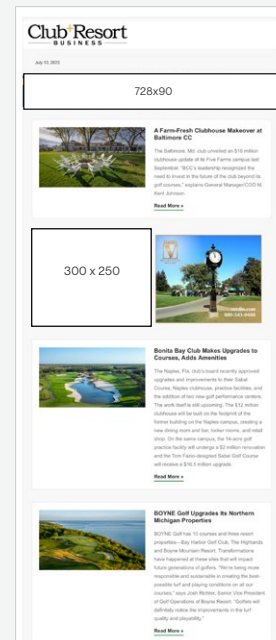 Club+Resort
BUSINESS
July 10, 2023
728x90
A Farm-Fresh Clubhouse Makeover at
Baltimore CC
The Baltimore, Md. club unveiled an $19 million
clubhouse update of its Five Farms campus last
September. "BCC's leadership recognized the
need to invest in the future of the club beyond its
golf courses," explains General Manager/COO M.
Kent Johnson.
Read More »
300 x 250
Bonita Bay Club Makes Upgrades to
Courses, Adds Amenities
The Naples, Fla. club's board recently approved
upgrades and improvements to their Sabal
Course, Naples clubhouse, practice facilities, and
the addition of two new golf performance centers.
The work itself is still upcoming. The $12 million
clubhouse will be built on the footprint of the
former building on the Naples campus, creating a
new dining room and bar, locker rooms, and retail
shop. On the same campus, the 14-acre golf
practice facility will undergo a $2 million renovation
and the Tom Fazio-designed Sabal Golf Course
will receive a $16.5 million upgrade.
Read More »
BOYNE Golf Upgrades Its Northern
Michigan Properties
BOYNE Golf has 10 courses and three resort
properties—Bay Harbor Golf Club, The Highlands
and Boyne Mountain Resort. Transformations
have happened at these sites that will impact
future generations of golfers. "We're being more
responsible and sustainable in creating the best-
possible turf and playing conditions on all our
courses," says Josh Richter, Senior Vice President
of Golf Operations of Boyne Resort. "Golfers will
definitely notice the improvements in the turf
quality and playability."
Read More »